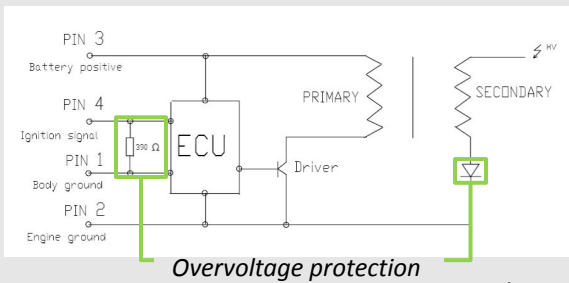 PIN 3
Battery positive
HV
PRIMARY
SECONDARY
PIN 4
Ignition signal
390 Ω
ECU
PIN 1
Body ground
Driver
PIN 2
Engine ground
Overvoltage protection